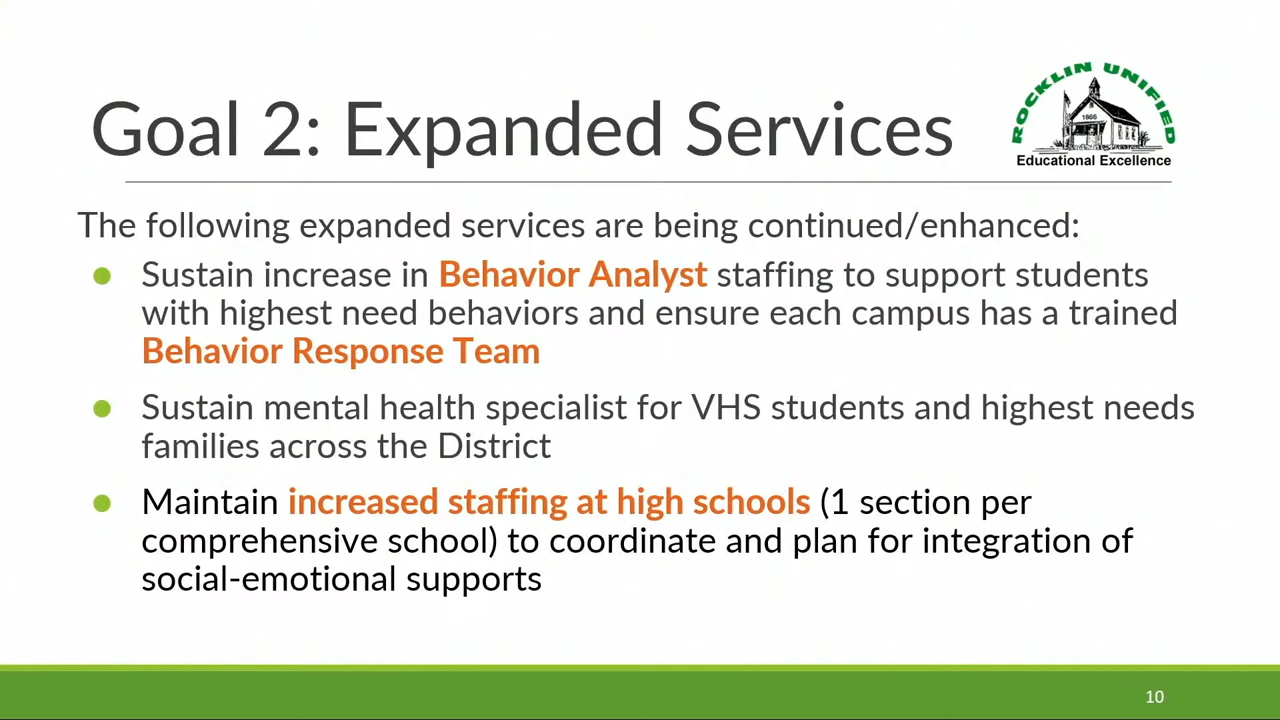 Goal 2: Expanded Services
ROCKLIN UNIFIED
1866
Educational Excellence
The following expanded services are being continued/enhanced:
● Sustain increase in Behavior Analyst staffing to support students
with highest need behaviors and ensure each campus has a trained
Behavior Response Team
● Sustain mental health specialist for VHS students and highest needs
families across the District
● Maintain increased staffing at high schools (1 section per
comprehensive school) to coordinate and plan for integration of
social-emotional supports
10